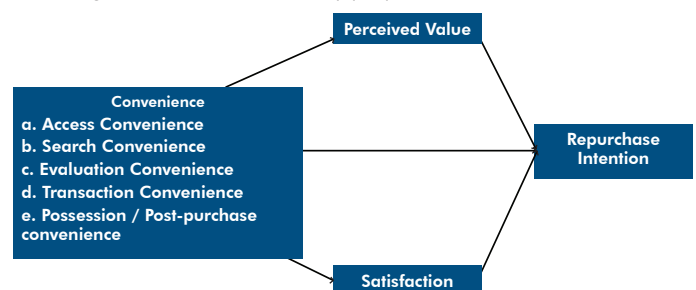 Perceived Value
Convenience
a. Access Convenience
b. Search Convenience
c. Evaluation Convenience
d. Transaction Convenience
e. Possession / Post-purchase
convenience
Repurchase
Intention
Satisfaction